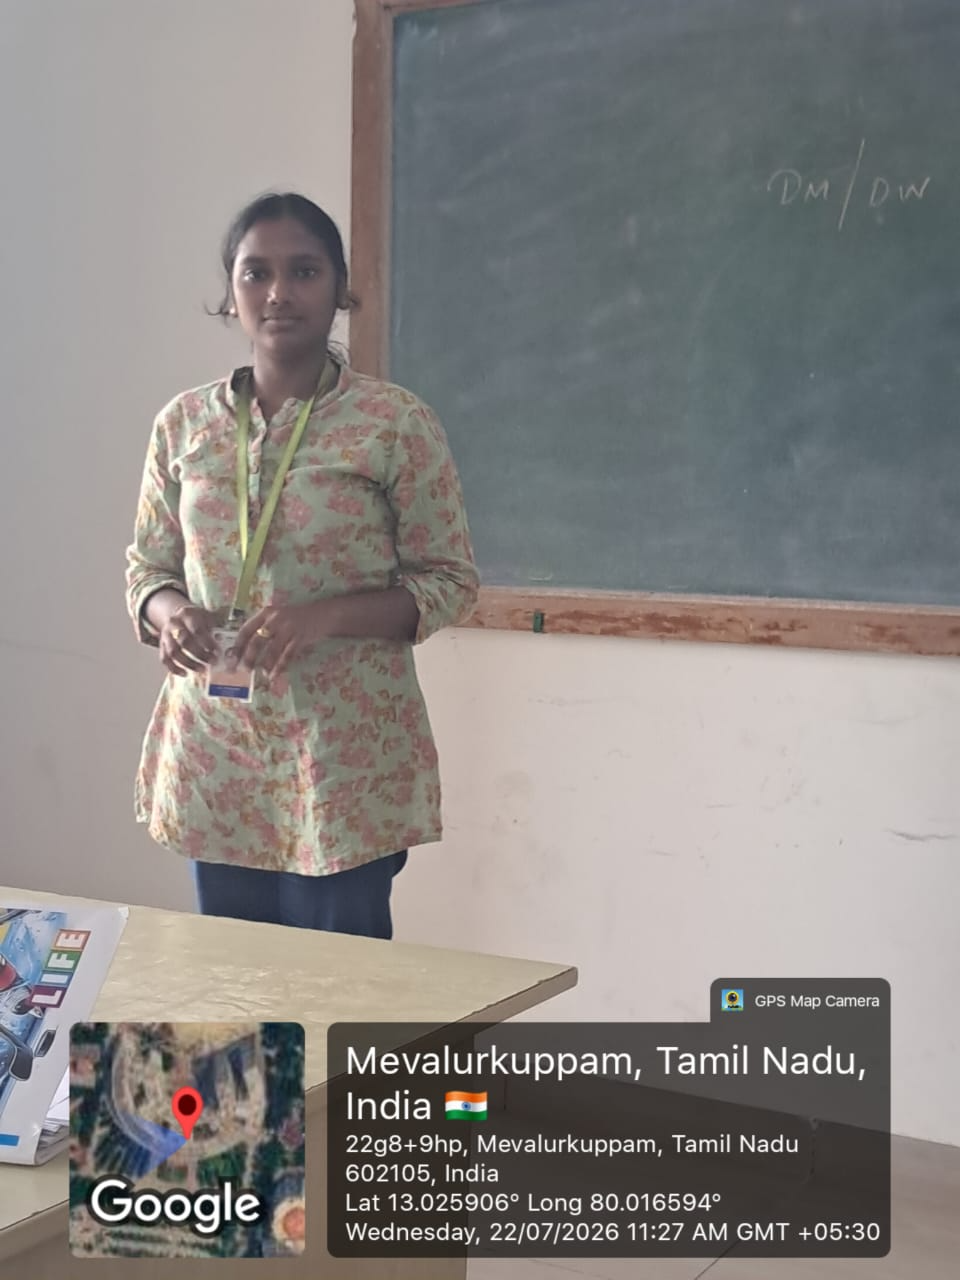 DM/DW
LIFE
GPS Map Camera
Mevalurkuppam, Tamil Nadu,
India 🇮🇳
22g8+9hp, Mevalurkuppam, Tamil Nadu
602105, India
Lat 13.025906° Long 80.016594°
Wednesday, 22/07/2026 11:27 AM GMT +05:30
Google